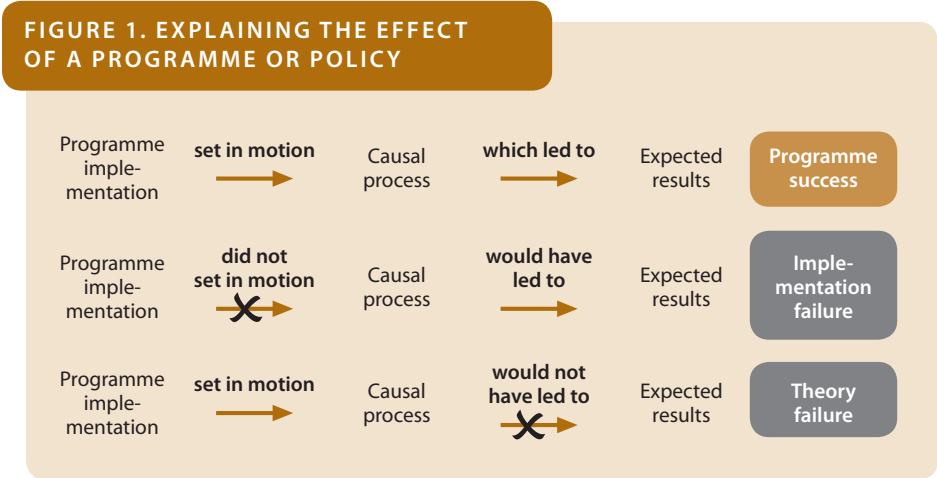 FIGURE 1. EXPLAINING THE EFFECT
OF A PROGRAMME OR POLICY
Programme
imple-
mentation
set in motion
Causal
process
which led to
Expected
results
Programme
success
Programme
imple-
mentation
did not
set in motion
Causal
process
would have
led to
Expected
results
Imple-
mentation
failure
Programme
imple-
mentation
set in motion
Causal
process
would not
have led to
Expected
results
Theory
failure